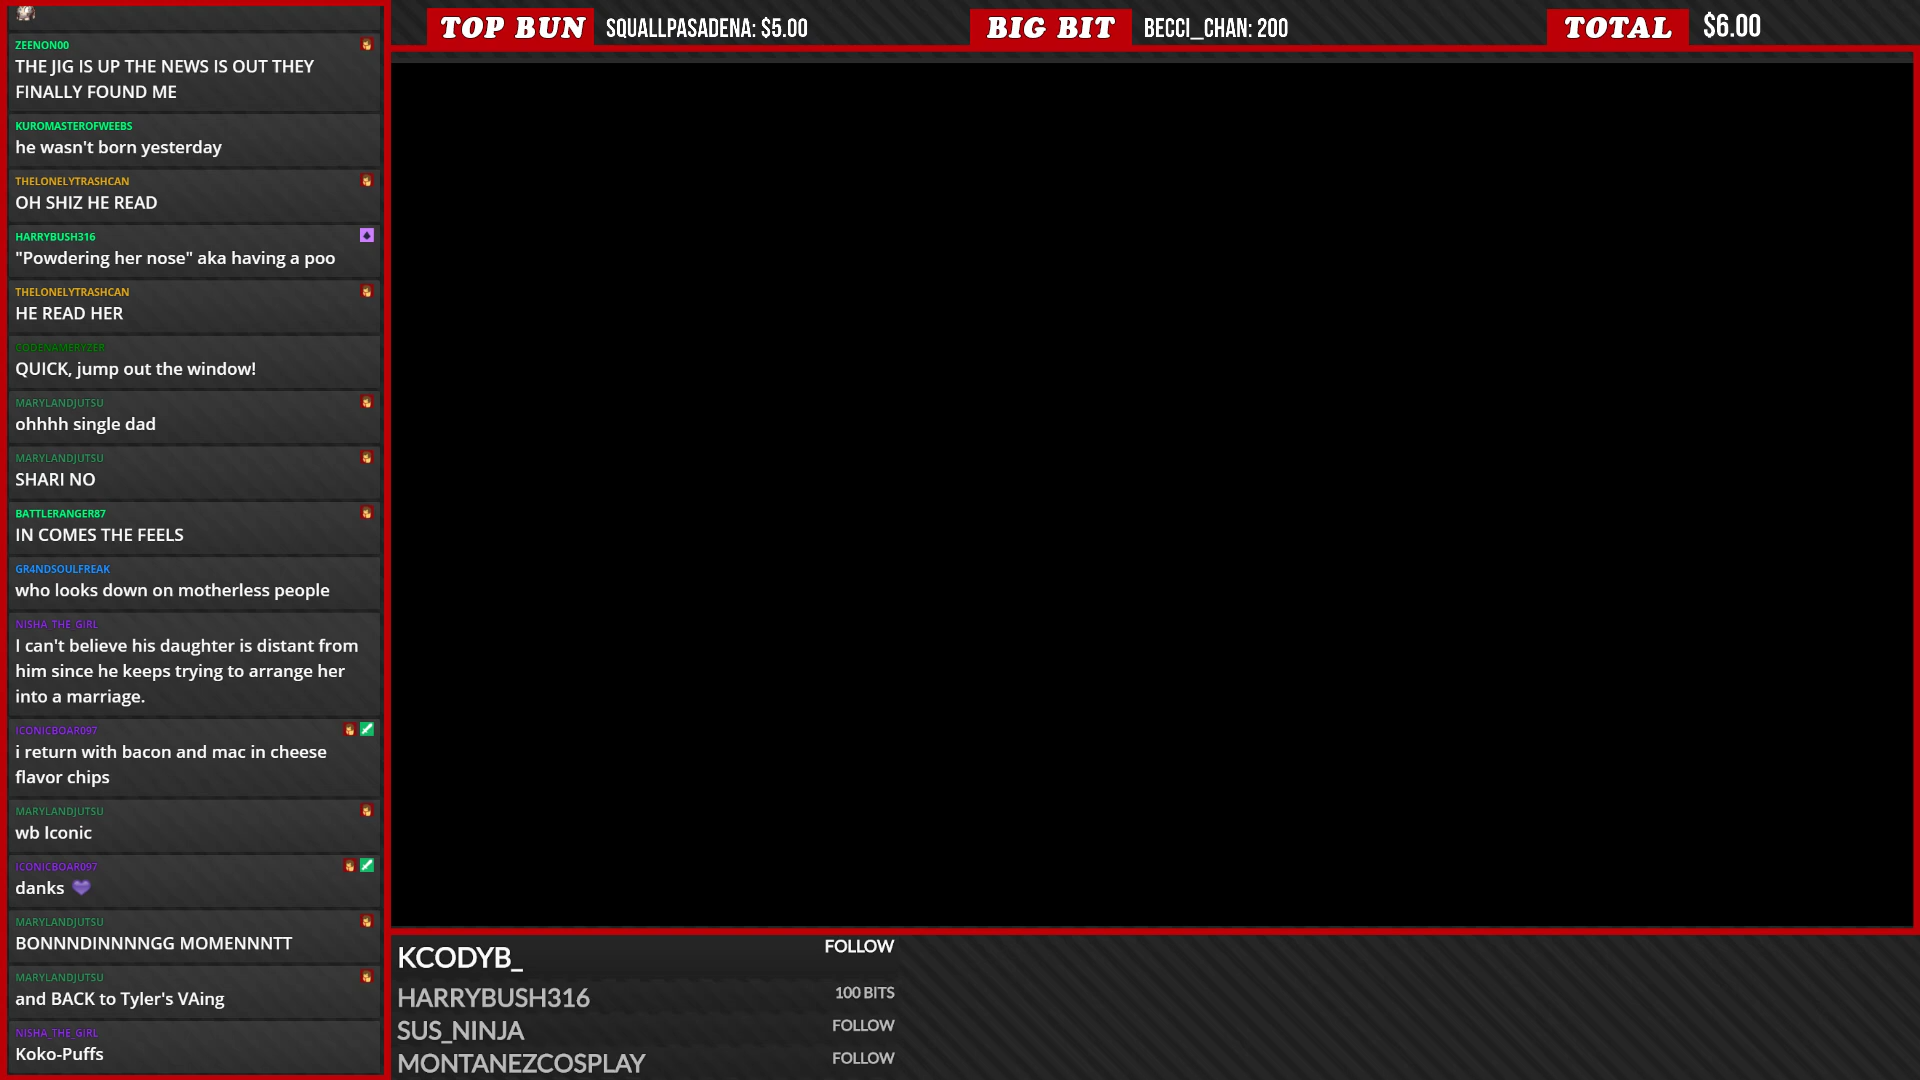 TOP BUN SQUALLPASADENA: $5.00 BIG BIT BECCI_CHAN: 200 TOTAL $6.00
ZEENON00
THE JIG IS UP THE NEWS IS OUT THEY
FINALLY FOUND ME
KUROMASTEROFWEEBS
he wasn't born yesterday
THELONELYTRASHCAN
OH SHIZ HE READ
HARRYBUSH316
"Powdering her nose" aka having a poo
THELONELYTRASHCAN
HE READ HER
CODENAMERYZER
QUICK, jump out the window!
MARYLANDJUTSU
ohhhh single dad
MARYLANDJUTSU
SHARI NO
BATTLERANGER87
IN COMES THE FEELS
GR4NDSOULFREAK
who looks down on motherless people
NISHA_THE_GIRL
I can't believe his daughter is distant from
him since he keeps trying to arrange her
into a marriage.
ICONICBOAR097
i return with bacon and mac in cheese
flavor chips
MARYLANDJUTSU
wb Iconic
ICONICBOAR097
danks
MARYLANDJUTSU
BONNNDINNNNGG MOMENNNTT
MARYLANDJUTSU
and BACK to Tyler's VAing
NISHA_THE_GIRL
Koko-Puffs
KCODYB_ FOLLOW
HARRYBUSH316 100 BITS
SUS_NINJA FOLLOW
MONTANEZCOSPLAY FOLLOW